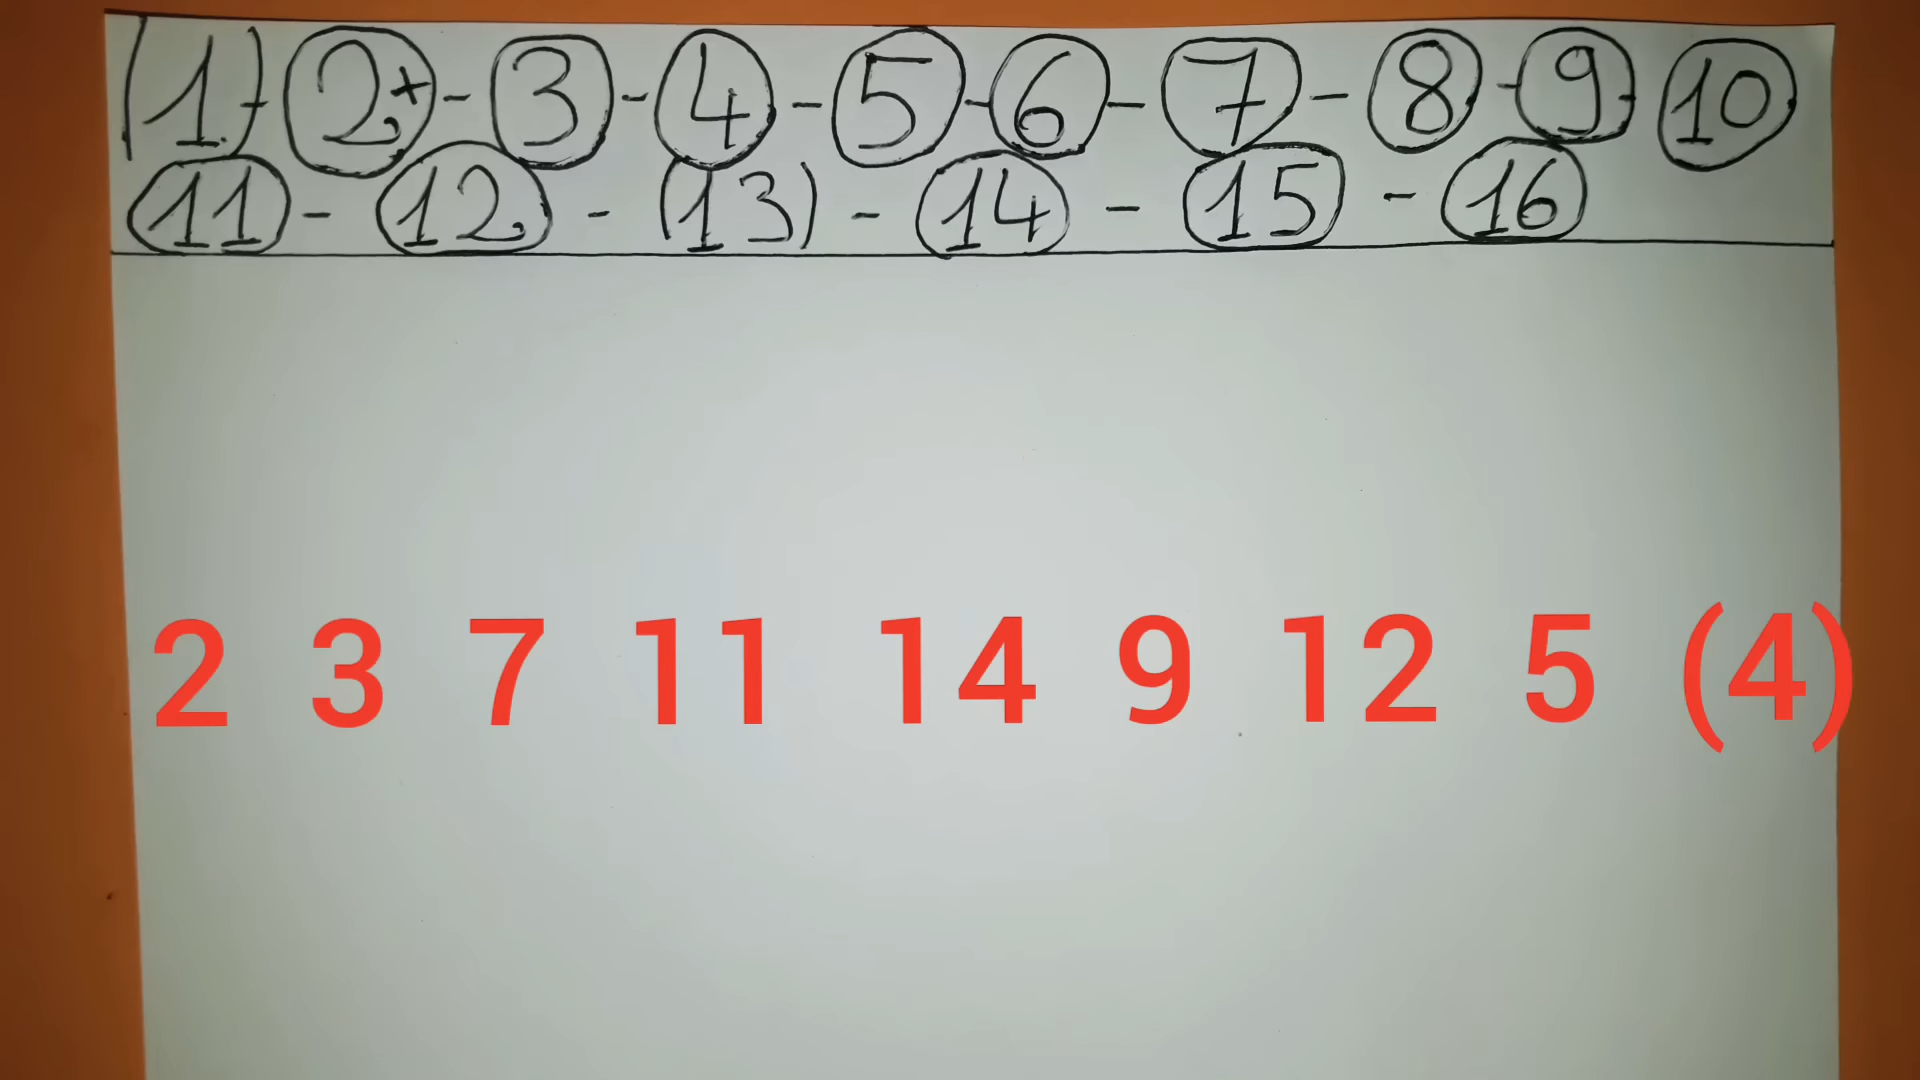 (1) - 2+ - 3 - 4 - 5 - 6 - 7 - 8 - 9 - 10
11 - 12 - (13) - 14 - 15 - 16
2 3 7 11 14 9 12 5 (4)